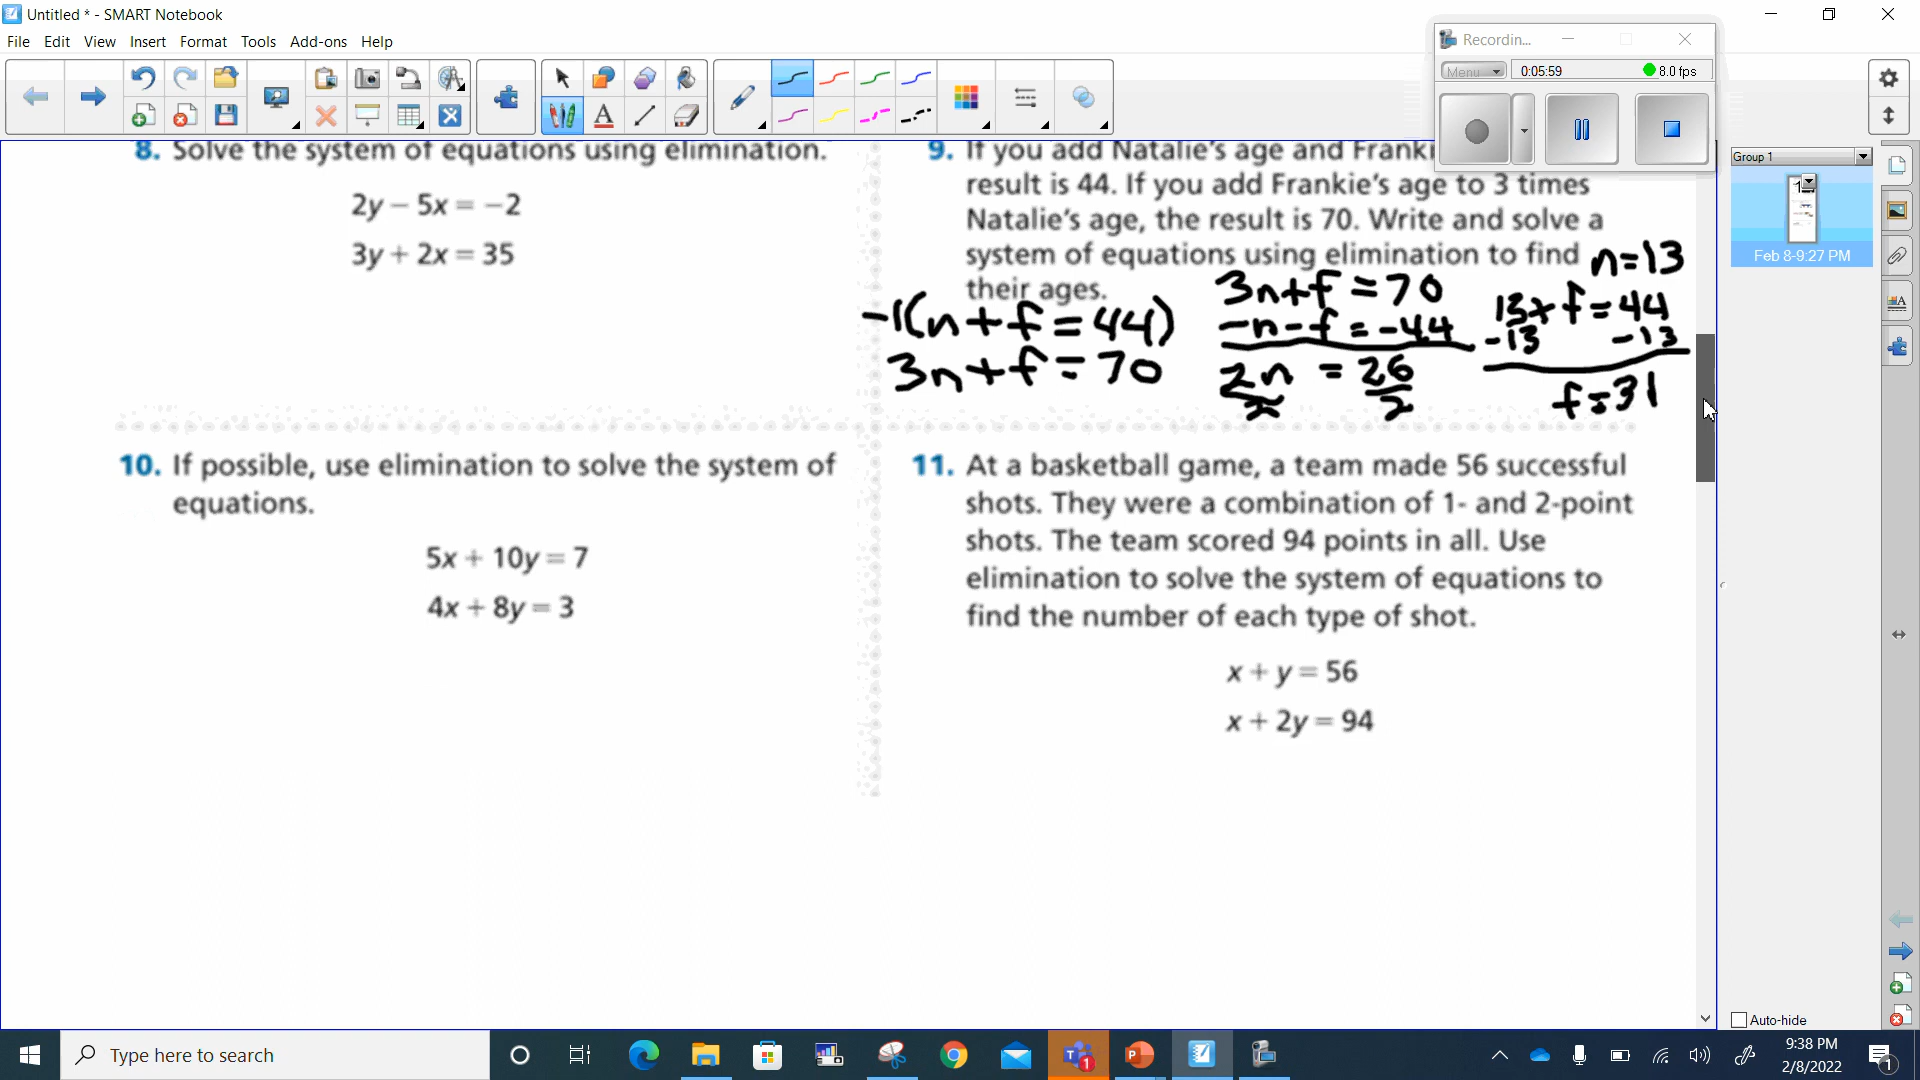 Untitled * - SMART Notebook
File Edit View Insert Format Tools Add-ons Help
Recordin...
Menu 0:05:59 8.0 fps
Group 1
Feb 8-9:27 PM
8. Solve the system of equations using elimination.
2y − 5x = −2
3y + 2x = 35
9. If you add Natalie's age and Franki
result is 44. If you add Frankie's age to 3 times
Natalie's age, the result is 70. Write and solve a
system of equations using elimination to find
their ages.
-1(n+f=44)
3n+f=70
3n+f=70
-n-f=-44
2n = 26
2 2
n=13
13+f=44
-13 -13
f=31
10. If possible, use elimination to solve the system of
equations.
5x + 10y = 7
4x + 8y = 3
11. At a basketball game, a team made 56 successful
shots. They were a combination of 1- and 2-point
shots. The team scored 94 points in all. Use
elimination to solve the system of equations to
find the number of each type of shot.
x + y = 56
x + 2y = 94
Auto-hide
Type here to search
9:38 PM
2/8/2022